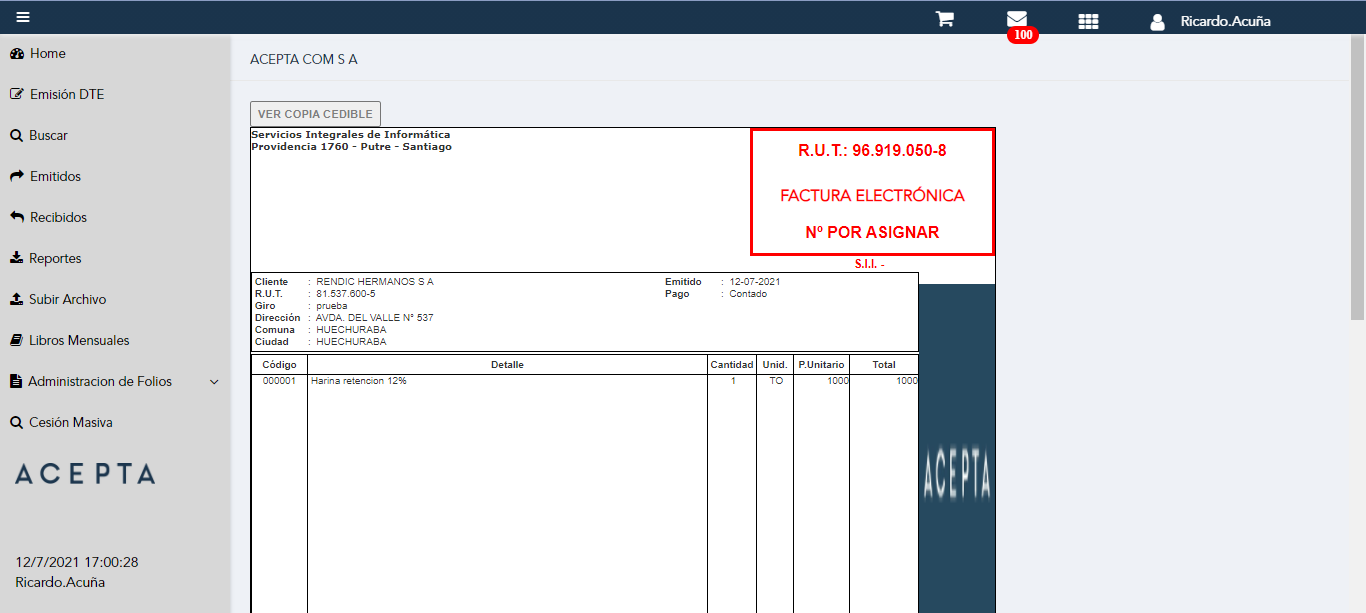 Ricardo.Acuña
100
Home
Emisión DTE
Buscar
Emitidos
Recibidos
Reportes
Subir Archivo
Libros Mensuales
Administracion de Folios
Cesión Masiva
ACEPTA
12/7/2021 17:00:28
Ricardo.Acuña
ACEPTA COM S A
VER COPIA CEDIBLE
Servicios Integrales de Informática
Providencia 1760 - Putre - Santiago
R.U.T.: 96.919.050-8
FACTURA ELECTRÓNICA
Nº POR ASIGNAR
S.I.I. -
Cliente : RENDIC HERMANOS S A Emitido : 12-07-2021
R.U.T. : 81.537.600-5 Pago : Contado
Giro : prueba
Dirección : AVDA. DEL VALLE N° 537
Comuna : HUECHURABA
Ciudad : HUECHURABA
Código Detalle Cantidad Unid. P.Unitario Total
000001 Harina retencion 12% 1 TO 1000 1000
ACEPTA